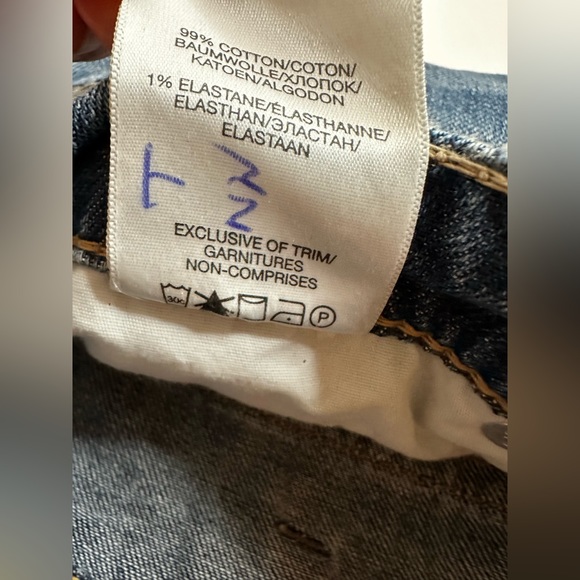 99% COTTON/COTON/
BAUMWOLLE/ХЛОПОК/
KATOEN/ALGODON
1% ELASTANE/ÉLASTHANNE/
ELASTHAN/ЭЛАСТАН/
ELASTAAN
EXCLUSIVE OF TRIM/
GARNITURES
NON-COMPRISES
30c P